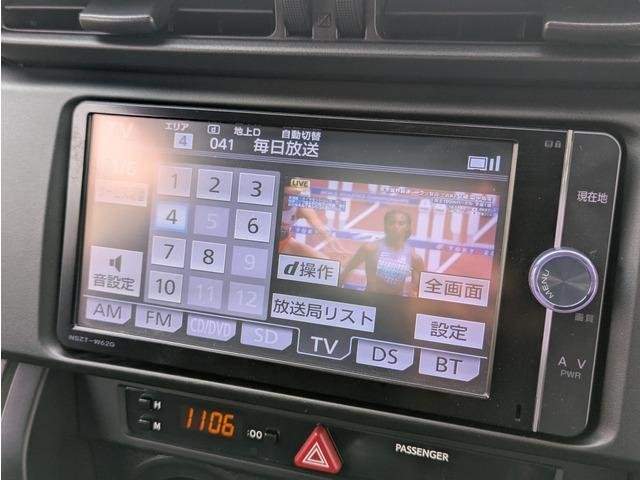 エリア d 地上D 自動切替
4 041 毎日放送
1 2 3
4 5 6
7 8 9
10 11 12
LIVE
音設定
d操作
全画面
放送局リスト
設定
AM FM CD/DVD SD TV DS BT
NSZT-W62G
現在地
MENU
画質
AV
PWR
H
M
1106
:00
PASSENGER